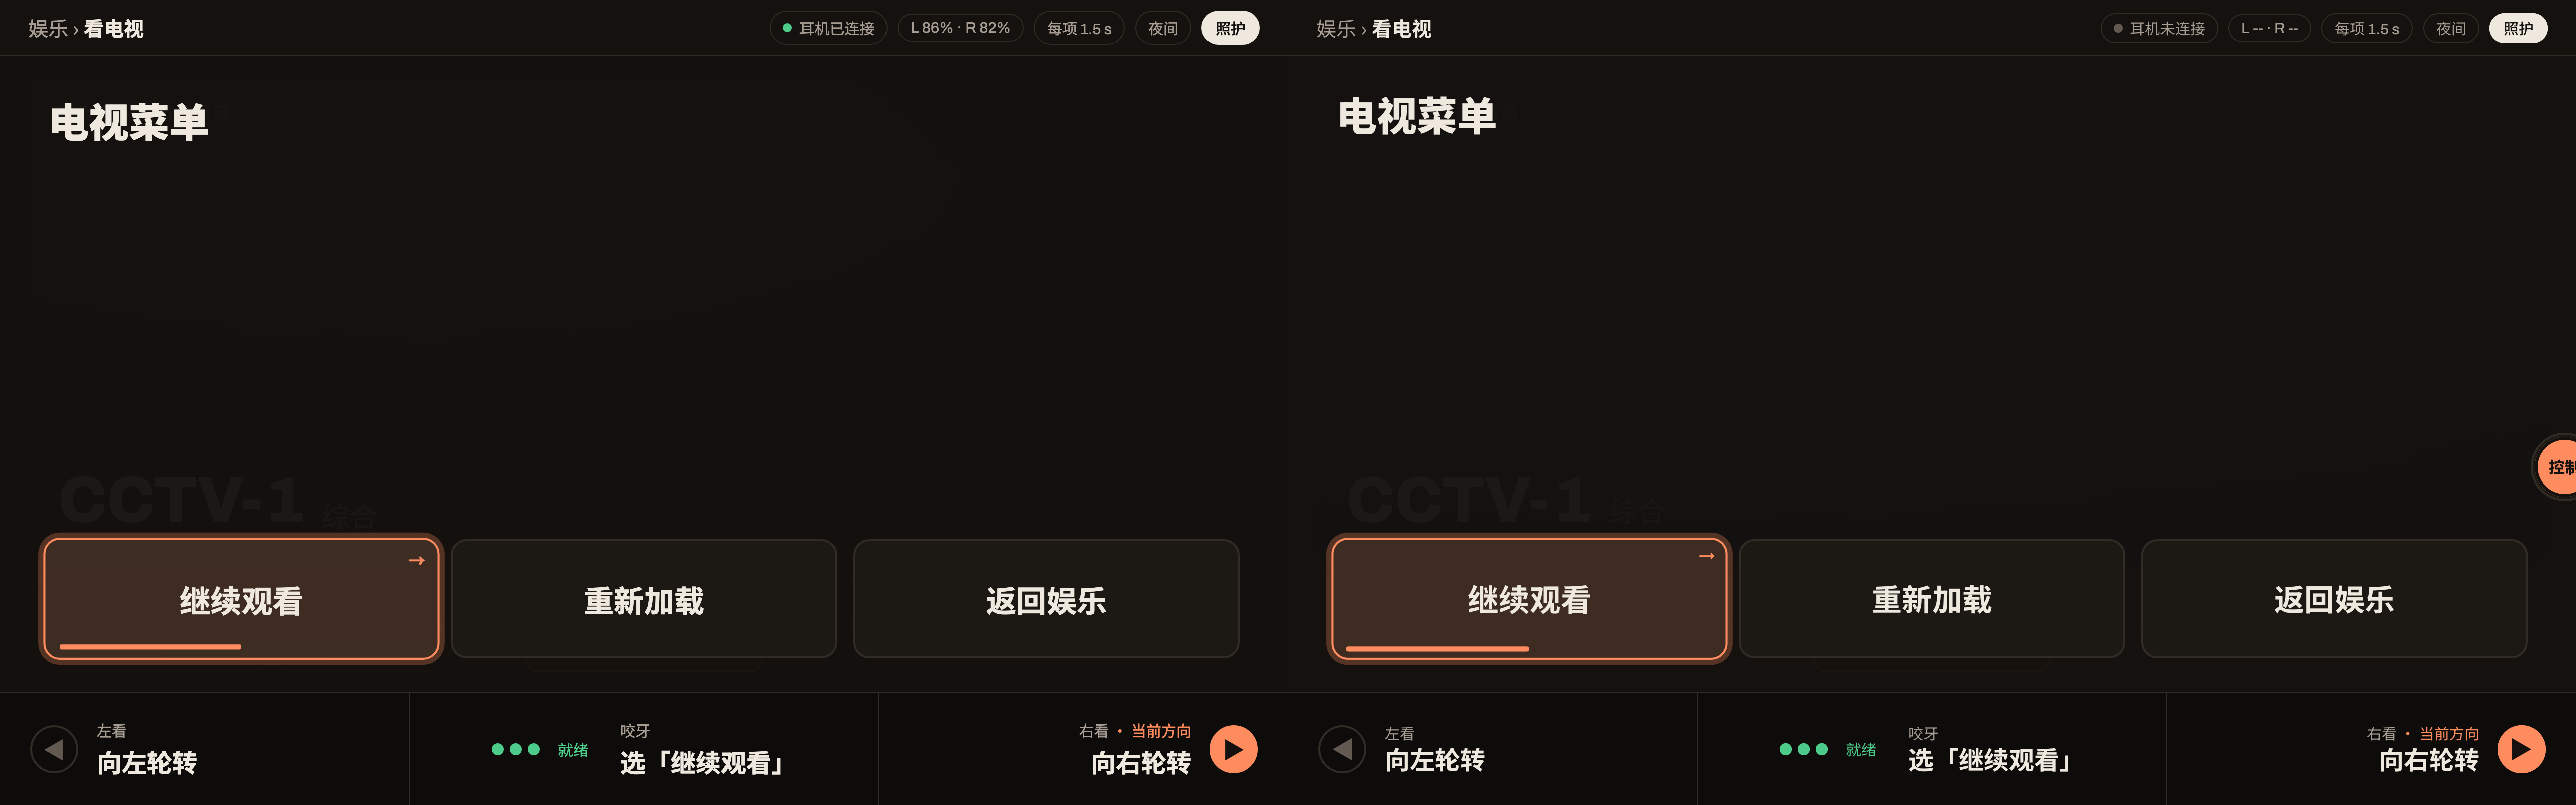 娱乐 › 看电视
耳机已连接
L 86% · R 82%
每项 1.5 s
夜间
照护
电视菜单
CCTV-1 综合
继续观看 →
重新加载
返回娱乐
左看
向左轮转
就绪
咬牙
选「继续观看」
右看 · 当前方向
向右轮转
娱乐 › 看电视
耳机未连接
L -- · R --
每项 1.5 s
夜间
照护
电视菜单
控制
CCTV-1 综合
继续观看 →
重新加载
返回娱乐
左看
向左轮转
就绪
咬牙
选「继续观看」
右看 · 当前方向
向右轮转